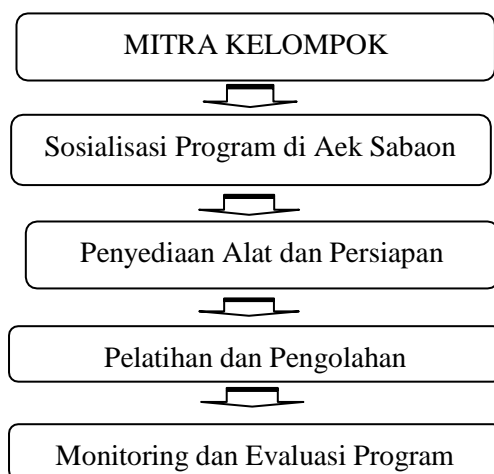 MITRA KELOMPOK
Sosialisasi Program di Aek Sabaon
Penyediaan Alat dan Persiapan
Pelatihan dan Pengolahan
Monitoring dan Evaluasi Program